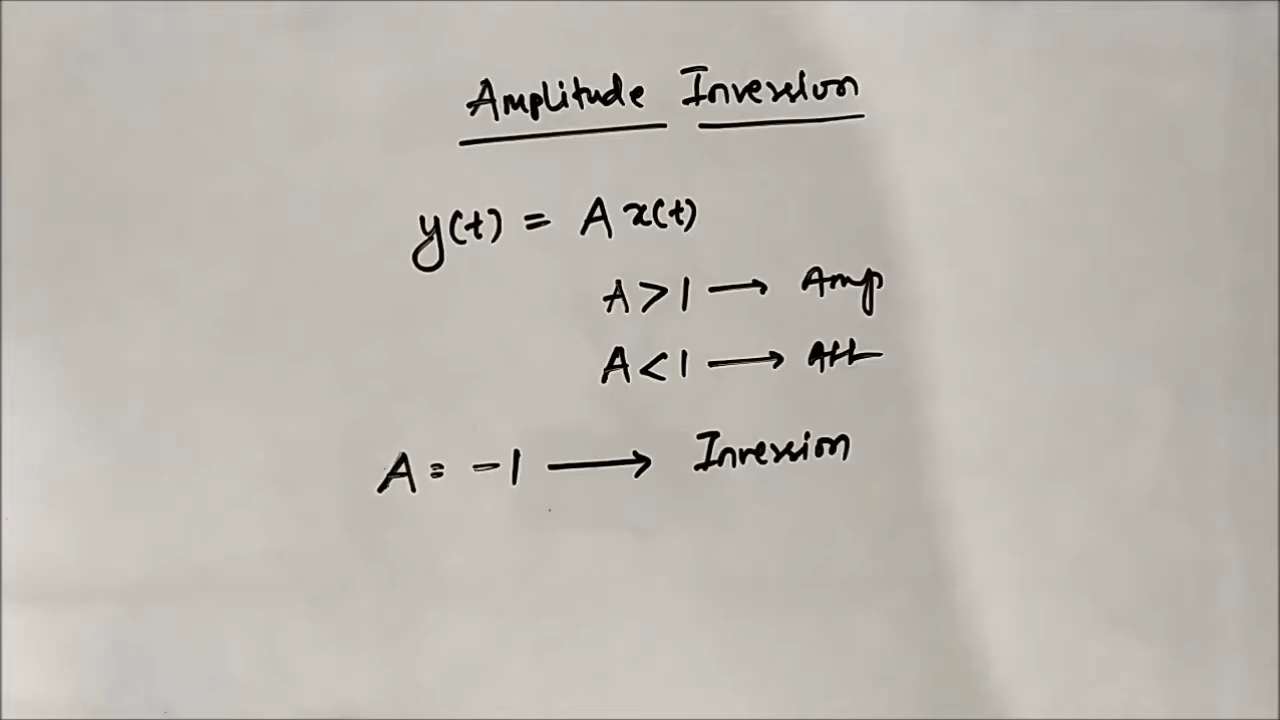 Amplitude Inversion
y(t) = A x(t)
A > 1 → Amp
A < 1 → Att
A = -1 → Inversion